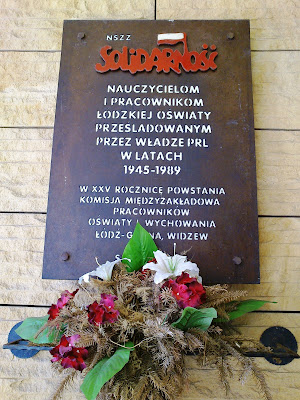 NSZZ
SOLIDARNOŚĆ
NAUCZYCIELOM
I PRACOWNIKOM
ŁÓDZKIEJ OŚWIATY
PRZEŚLADOWANYM
PRZEZ WŁADZE PRL
W LATACH
1945-1989
W XXV ROCZNICĘ POWSTANIA
KOMISJA MIĘDZYZAKŁADOWA
PRACOWNIKÓW
OŚWIATY I WYCHOWANIA
ŁÓDŹ-GÓRNA, WIDZEW